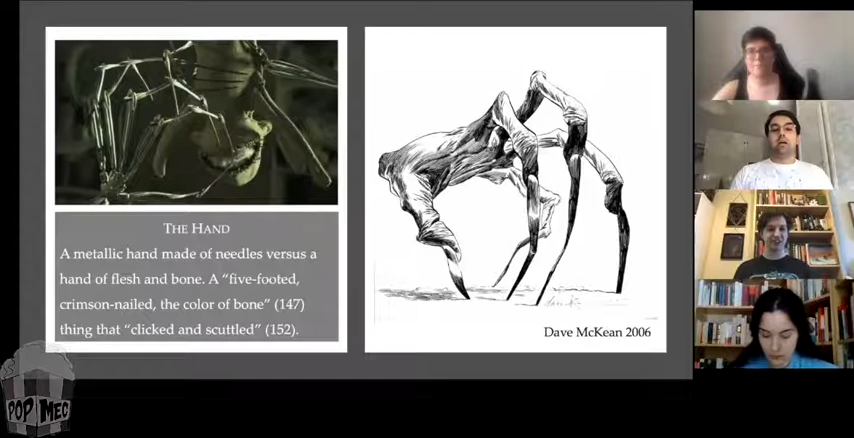 THE HAND
A metallic hand made of needles versus a
hand of flesh and bone. A “five-footed,
crimson-nailed, the color of bone” (147)
thing that “clicked and scuttled” (152).
Dave McKean 2006
POP MEC